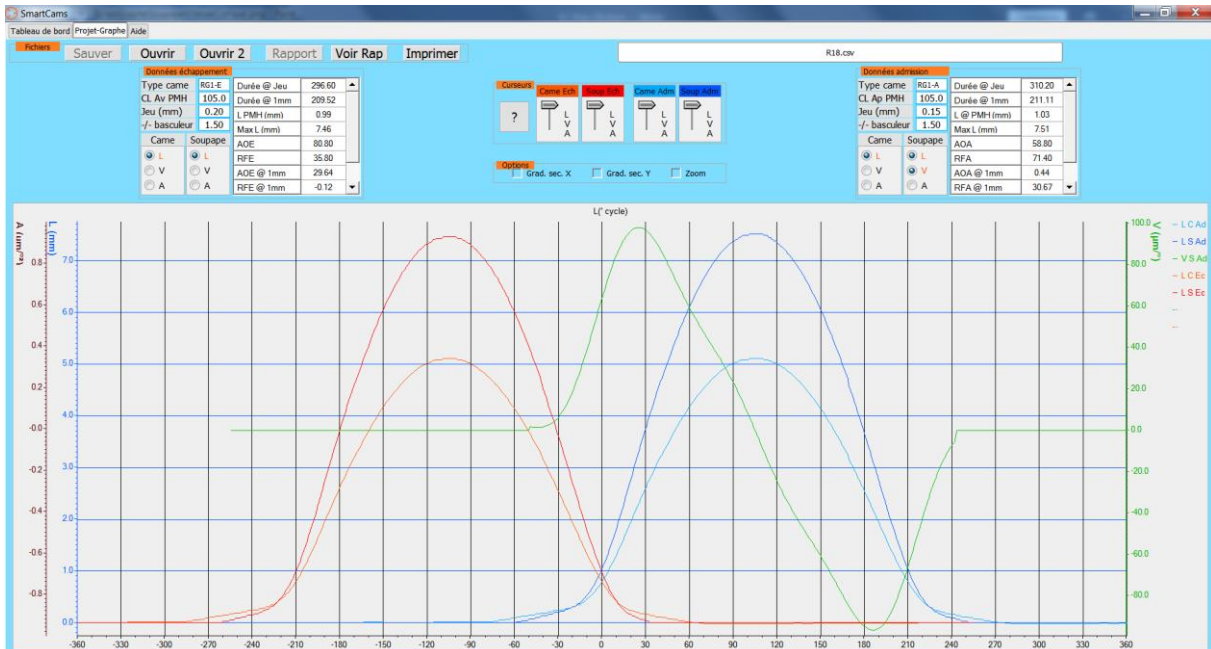 SmartCams
Tableau de bord Projet-Graphe Aide
Fichiers
Sauver Ouvrir Ouvrir 2 Rapport Voir Rap Imprimer
R18.csv
Données échappement
Type came RG1-E
CL Av PMH 105.0
Jeu (mm) 0.20
-/- basculeur 1.50
Came Soupape
L L
V V
A A
Durée @ Jeu 296.60
Durée @ 1mm 209.52
L PMH (mm) 0.99
Max L (mm) 7.46
AOE 80.80
RFE 35.80
AOE @ 1mm 29.64
RFE @ 1mm -0.12
Curseurs
?
Came Ech Soup Ech Came Adm Soup Adm
L L
V V
A A
Options
Grad. sec. X Grad. sec. Y Zoom
Données admission
Type came RG1-A
CL Ap PMH 105.0
Jeu (mm) 0.15
-/- basculeur 1.50
Came Soupape
L L
V V
A A
Durée @ Jeu 310.20
Durée @ 1mm 211.11
L @ PMH (mm) 1.03
Max L (mm) 7.51
AOA 58.80
RFA 71.40
AOA @ 1mm 0.44
RFA @ 1mm 30.67
L(° cycle)
L (mm)
0.8
0.6
0.4
0.2
-0.0
-0.2
-0.4
-0.6
-0.8
7.0
6.0
5.0
4.0
3.0
2.0
1.0
0.0
100.0
80.0
60.0
40.0
20.0
0.0
-20.0
-40.0
-60.0
-80.0
L C Ad
L S Ad
V S Ad
L C Ec
L S Ec
-360 -330 -300 -270 -240 -210 -180 -150 -120 -90 -60 -30 0 30 60 90 120 150 180 210 240 270 300 330 360